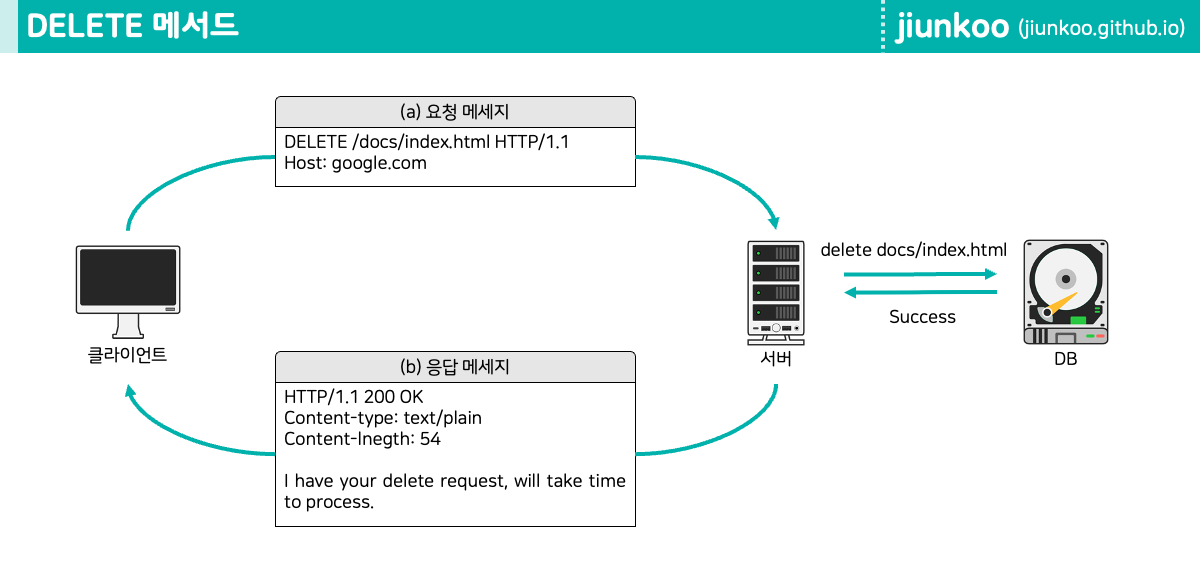 DELETE 메서드
jiunkoo (jiunkoo.github.io)
(a) 요청 메세지
DELETE /docs/index.html HTTP/1.1
Host: google.com
클라이언트
서버
delete docs/index.html
Success
DB
(b) 응답 메세지
HTTP/1.1 200 OK
Content-type: text/plain
Content-lnegth: 54
I have your delete request, will take time
to process.